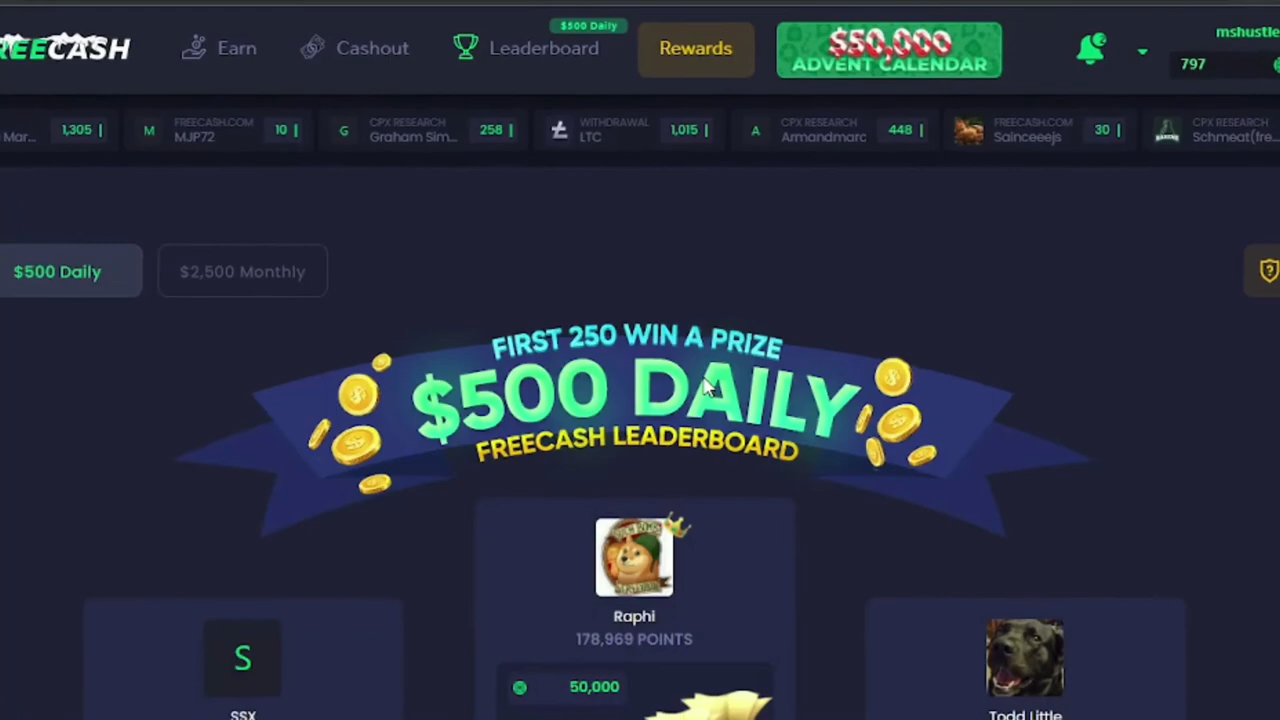 REECASH
Earn
Cashout
Leaderboard
$500 Daily
Rewards
$50,000
ADVENT CALENDAR
mshustle
797
Mar...
1,305
M
FREECASH.COM
MJP72
10
G
CPX RESEARCH
Graham Sim...
258
WITHDRAWAL
LTC
1,015
A
CPX RESEARCH
Armandmarc
448
FREECASH.COM
Sainceeejs
30
CPX RESEARCH
Schmeat(fre...
$500 Daily
$2,500 Monthly
FIRST 250 WIN A PRIZE
$500 DAILY
FREECASH LEADERBOARD
Raphi
178,969 POINTS
50,000
S
SSX
Todd Little